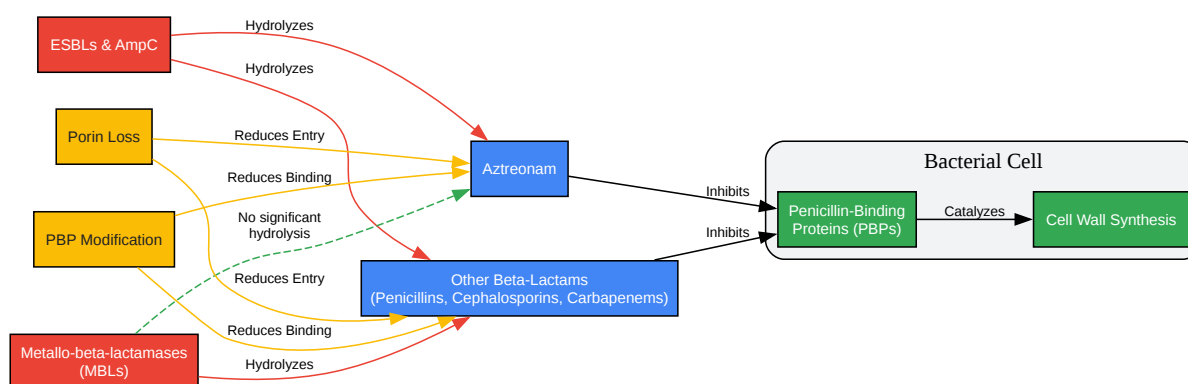 Hydrolyzes
ESBLs & AmpC
Hydrolyzes
Porin Loss
Reduces Entry
Aztreonam
Bacterial Cell
Reduces Binding
Inhibits
Penicillin-Binding
Proteins (PBPs)
Catalyzes
Cell Wall Synthesis
PBP Modification
No significant
hydrolysis
Inhibits
Reduces Entry
Other Beta-Lactams
(Penicillins, Cephalosporins, Carbapenems)
Reduces Binding
Metallo-beta-lactamases
(MBLs)
Hydrolyzes